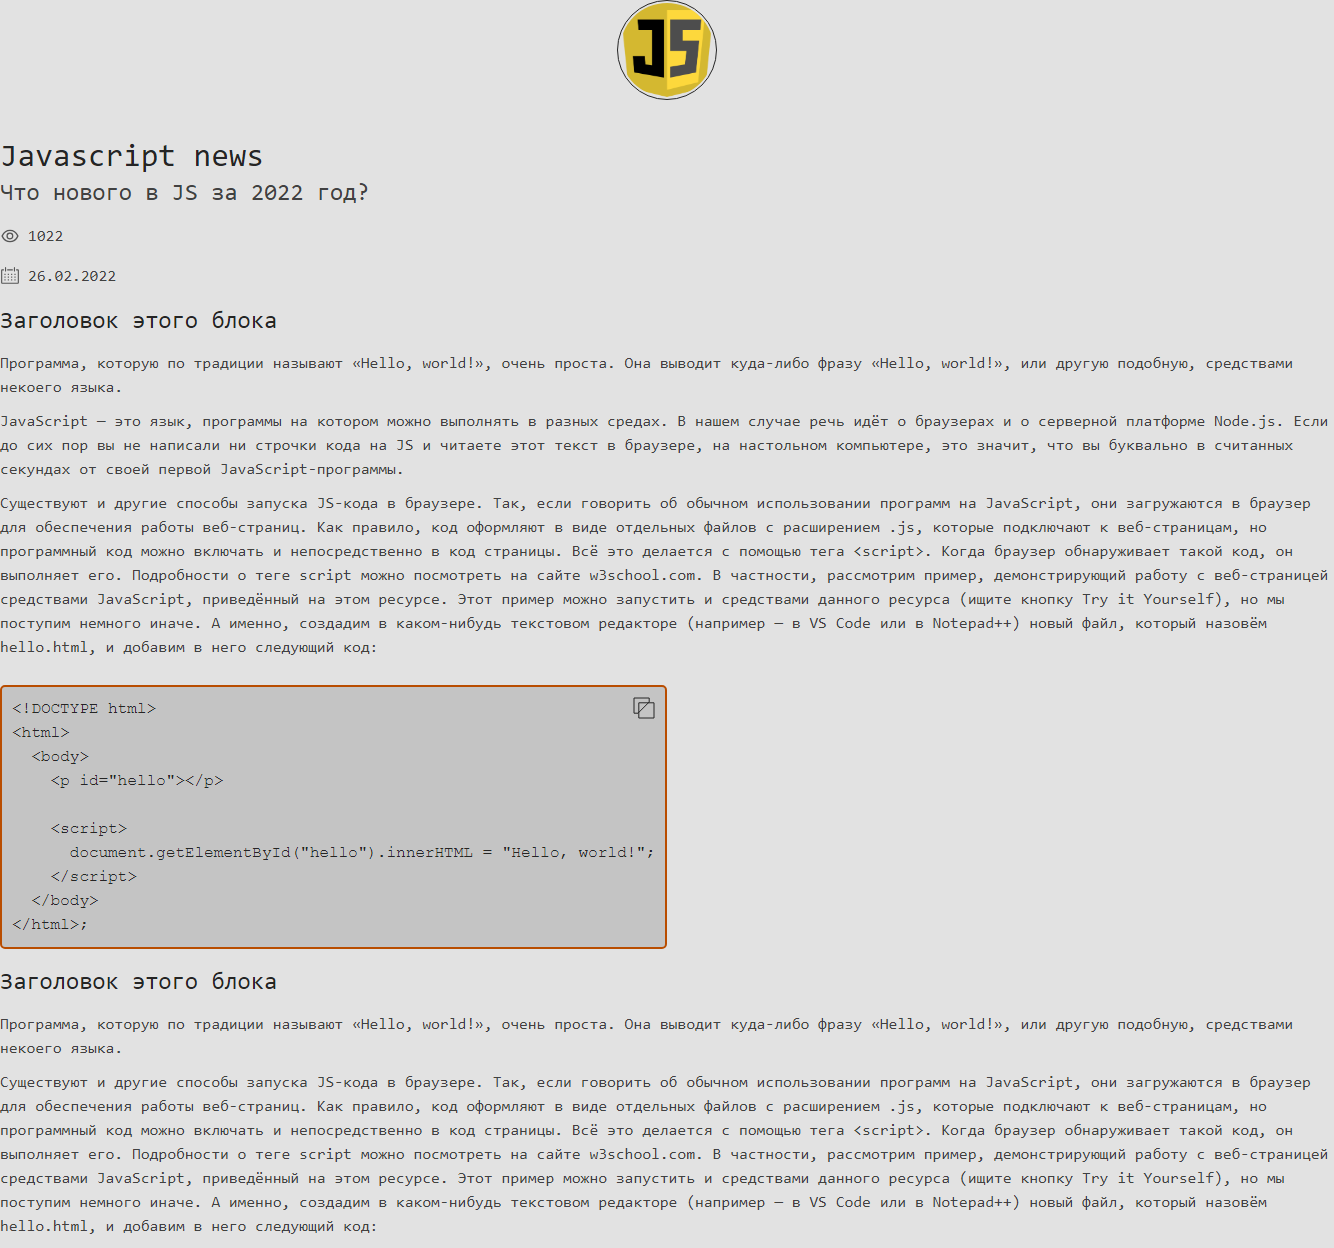 JS
Javascript news
Что нового в JS за 2022 год?
1022
26.02.2022
Заголовок этого блока
Программа, которую по традиции называют «Hello, world!», очень проста. Она выводит куда-либо фразу «Hello, world!», или другую подобную, средствами
некоего языка.
JavaScript — это язык, программы на котором можно выполнять в разных средах. В нашем случае речь идёт о браузерах и о серверной платформе Node.js. Если
до сих пор вы не написали ни строчки кода на JS и читаете этот текст в браузере, на настольном компьютере, это значит, что вы буквально в считанных
секундах от своей первой JavaScript-программы.
Существуют и другие способы запуска JS-кода в браузере. Так, если говорить об обычном использовании программ на JavaScript, они загружаются в браузер
для обеспечения работы веб-страниц. Как правило, код оформляют в виде отдельных файлов с расширением .js, которые подключают к веб-страницам, но
программный код можно включать и непосредственно в код страницы. Всё это делается с помощью тега <script>. Когда браузер обнаруживает такой код, он
выполняет его. Подробности о теге script можно посмотреть на сайте w3school.com. В частности, рассмотрим пример, демонстрирующий работу с веб-страницей
средствами JavaScript, приведённый на этом ресурсе. Этот пример можно запустить и средствами данного ресурса (ищите кнопку Try it Yourself), но мы
поступим немного иначе. А именно, создадим в каком-нибудь текстовом редакторе (например — в VS Code или в Notepad++) новый файл, который назовём
hello.html, и добавим в него следующий код:
<!DOCTYPE html>
<html>
  <body>
    <p id="hello"></p>
    <script>
      document.getElementById("hello").innerHTML = "Hello, world!";
    </script>
  </body>
</html>;
Заголовок этого блока
Программа, которую по традиции называют «Hello, world!», очень проста. Она выводит куда-либо фразу «Hello, world!», или другую подобную, средствами
некоего языка.
Существуют и другие способы запуска JS-кода в браузере. Так, если говорить об обычном использовании программ на JavaScript, они загружаются в браузер
для обеспечения работы веб-страниц. Как правило, код оформляют в виде отдельных файлов с расширением .js, которые подключают к веб-страницам, но
программный код можно включать и непосредственно в код страницы. Всё это делается с помощью тега <script>. Когда браузер обнаруживает такой код, он
выполняет его. Подробности о теге script можно посмотреть на сайте w3school.com. В частности, рассмотрим пример, демонстрирующий работу с веб-страницей
средствами JavaScript, приведённый на этом ресурсе. Этот пример можно запустить и средствами данного ресурса (ищите кнопку Try it Yourself), но мы
поступим немного иначе. А именно, создадим в каком-нибудь текстовом редакторе (например — в VS Code или в Notepad++) новый файл, который назовём
hello.html, и добавим в него следующий код: